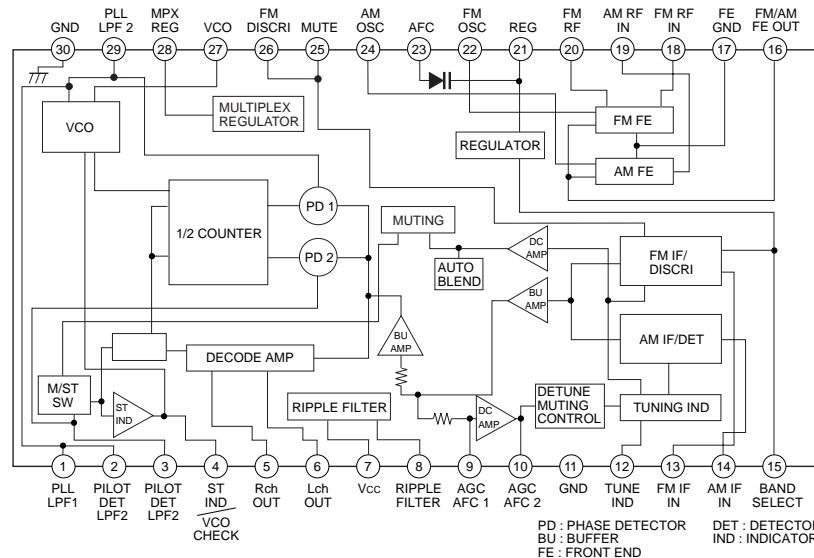 GND
PLL
LPF 2
MPX
REG
VCO
FM
DISCRI
MUTE
AM
OSC
AFC
FM
OSC
REG
FM
RF
AM RF
IN
FM RF
IN
FE
GND
FM/AM
FE OUT
30
29
28
27
26
25
24
23
22
21
20
19
18
17
16
VCO
MULTIPLEX
REGULATOR
REGULATOR
FM FE
AM FE
1/2 COUNTER
PD 1
PD 2
MUTING
AUTO
BLEND
DC
AMP
BU
AMP
FM IF/
DISCRI
AM IF/DET
BU
AMP
DECODE AMP
M/ST
SW
ST
IND
RIPPLE FILTER
DC
AMP
DETUNE
MUTING
CONTROL
TUNING IND
1
2
3
4
5
6
7
8
9
10
11
12
13
14
15
PLL
LPF1
PILOT
DET
LPF2
PILOT
DET
LPF2
ST
IND
VCO
CHECK
Rch
OUT
Lch
OUT
Vcc
RIPPLE
FILTER
AGC
AFC 1
AGC
AFC 2
GND
TUNE
IND
FM IF
IN
AM IF
IN
BAND
SELECT
PD : PHASE DETECTOR
BU : BUFFER
FE : FRONT END
DET : DETECTOR
IND : INDICATOR